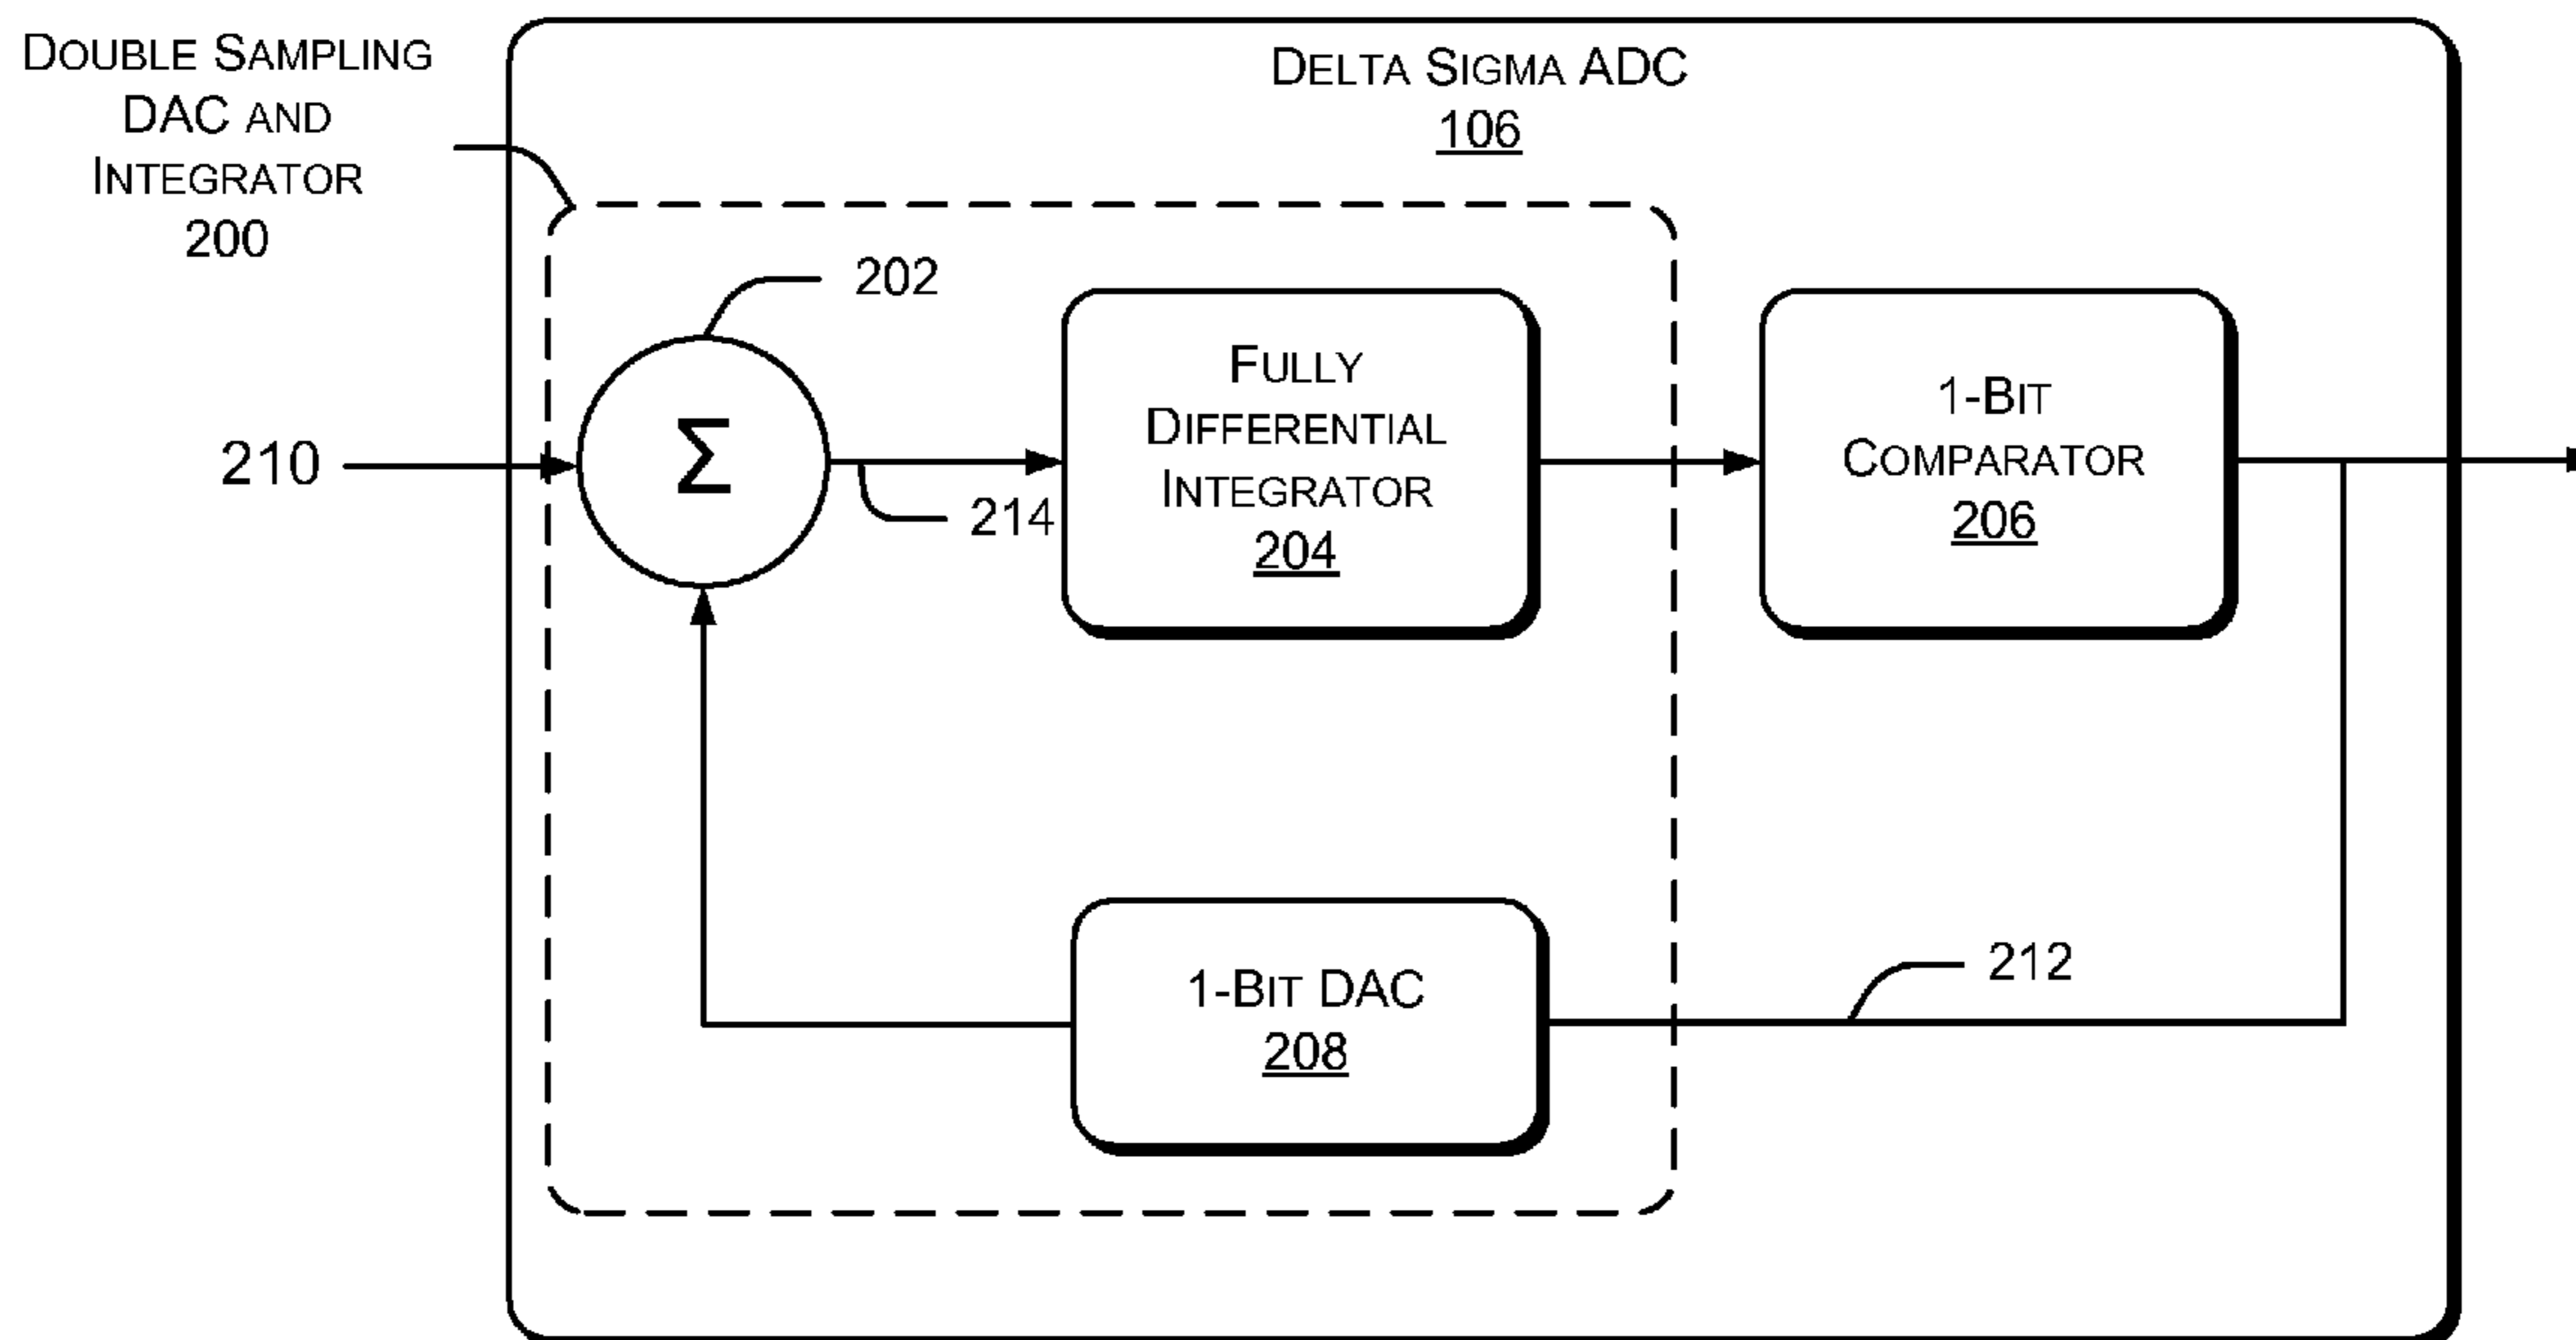 DOUBLE SAMPLING
DAC AND
INTEGRATOR
200
DELTA SIGMA ADC
106
202
210
Σ
214
FULLY
DIFFERENTIAL
INTEGRATOR
204
1-BIT
COMPARATOR
206
1-BIT DAC
208
212